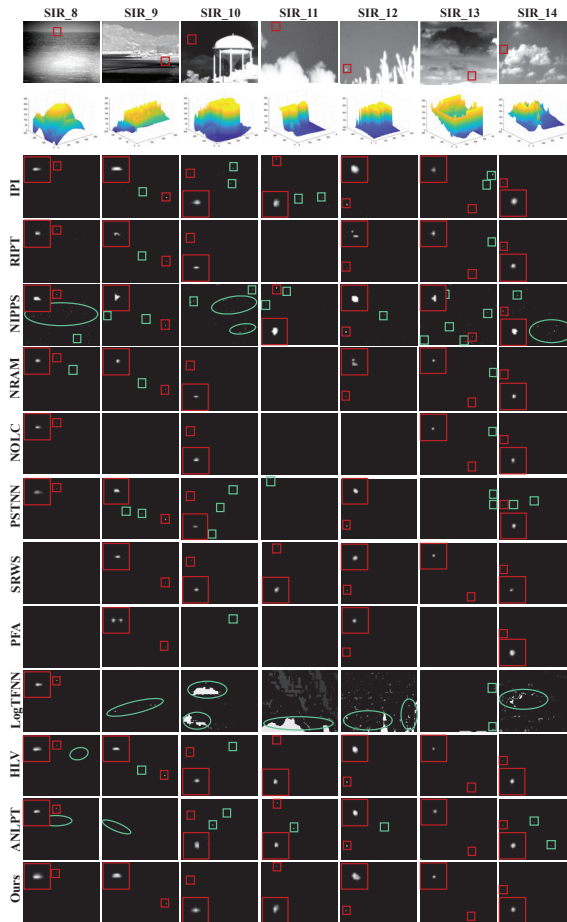 SIR_8 SIR_9 SIR_10 SIR_11 SIR_12 SIR_13 SIR_14
IPI
RIPT
NIPPS
NRAM
NOLC
PSTNN
SRWS
PFA
LogTFNN
HLV
ANLPT
Ours